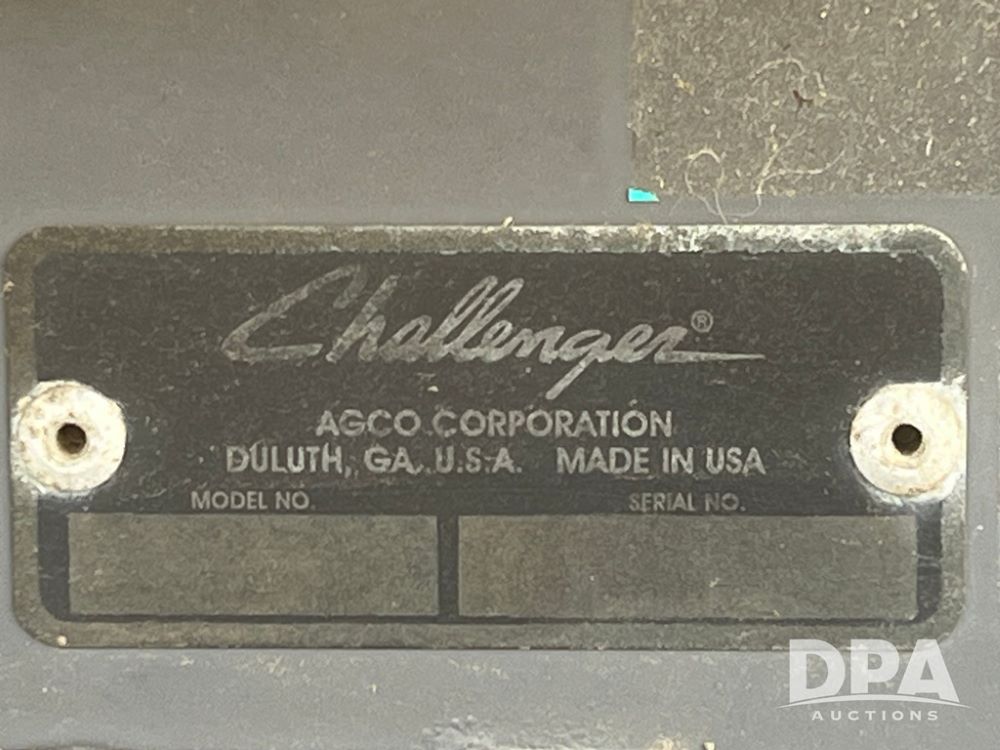 Challenger®
AGCO CORPORATION
DULUTH, GA, U.S.A. MADE IN USA
MODEL NO. SERIAL NO.
DPA
AUCTIONS